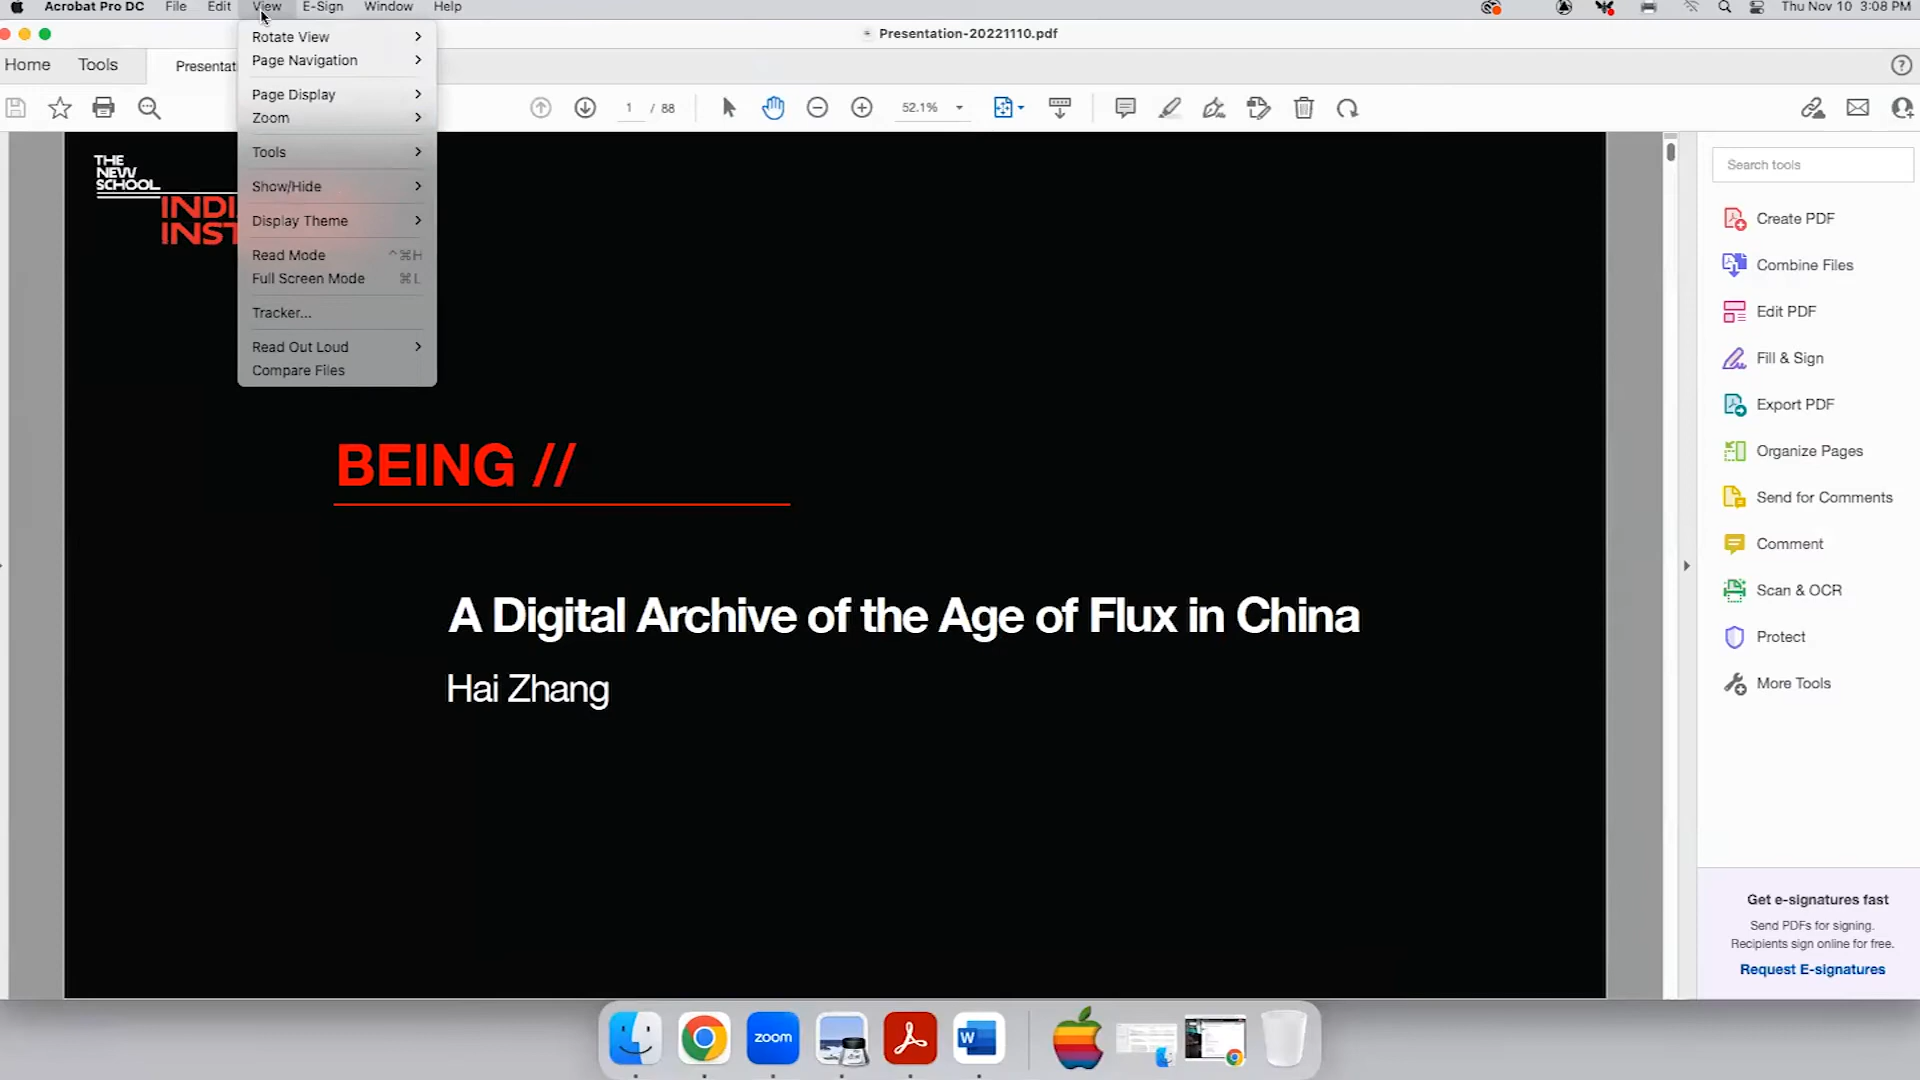 Acrobat Pro DC File Edit View E-Sign Window Help Thu Nov 10 3:08 PM
Presentation-20221110.pdf
Home Tools
1 / 88 52.1%
Rotate View
Page Navigation
Page Display
Zoom
Tools
Show/Hide
Display Theme
Read Mode ^⌘H
Full Screen Mode ⌘L
Tracker...
Read Out Loud
Compare Files
THE
NEW
SCHOOL
BEING //
A Digital Archive of the Age of Flux in China
Hai Zhang
Search tools
Create PDF
Combine Files
Edit PDF
Fill & Sign
Export PDF
Organize Pages
Send for Comments
Comment
Scan & OCR
Protect
More Tools
Get e-signatures fast
Send PDFs for signing.
Recipients sign online for free.
Request E-signatures
zoom
W